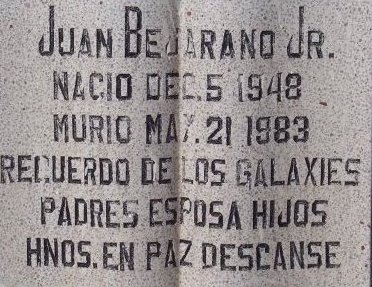 JUAN BEJARANO JR.
NACIO DEC. 5 1948
MURIO MAY. 21 1983
RECUERDO DE LOS GALAXIES
PADRES ESPOSA HIJOS
HNOS. EN PAZ DESCANSE